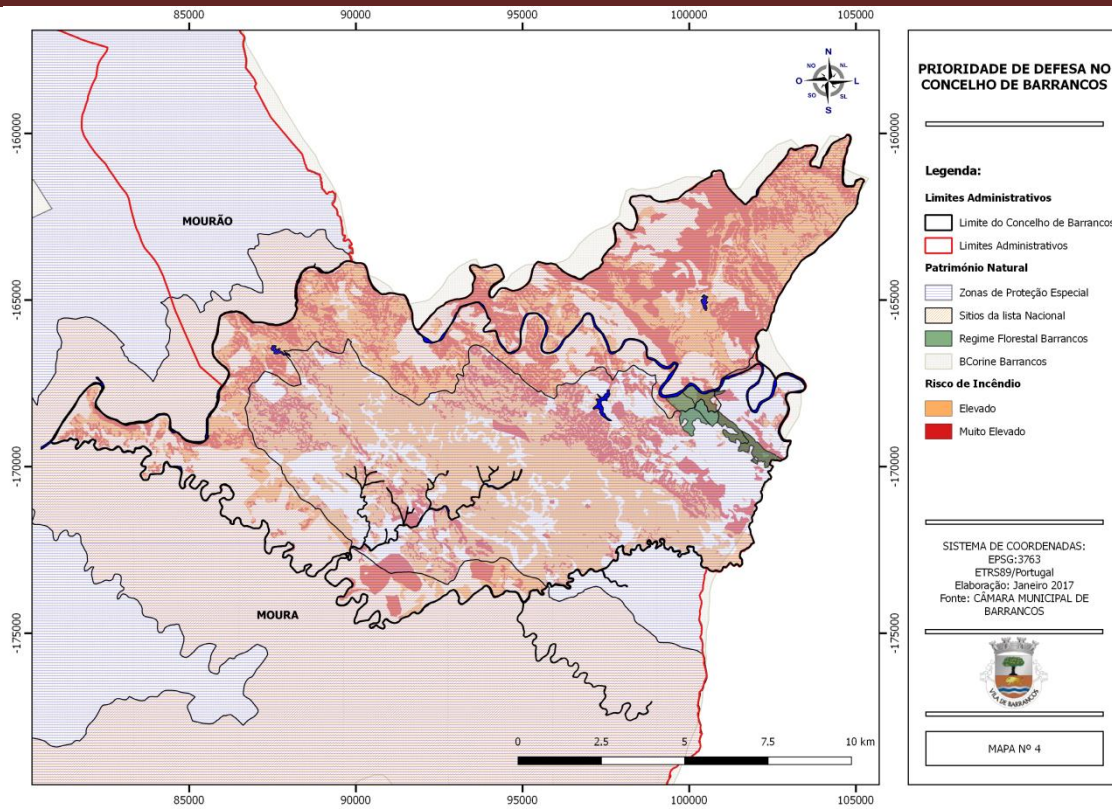 85000 90000 95000 100000 105000
-160000
-165000
-170000
-175000
-160000
-165000
-170000
-175000
N
NO NL
O L
SO SL
S
MOURÃO
MOURA
0 2.5 5 7.5 10 km
85000 90000 95000 100000 105000
PRIORIDADE DE DEFESA NO
CONCELHO DE BARRANCOS
Legenda:
Limites Administrativos
Limite do Concelho de Barrancos
Limites Administrativos
Património Natural
Zonas de Proteção Especial
Sitios da lista Nacional
Regime Florestal Barrancos
BCorine Barrancos
Risco de Incêndio
Elevado
Muito Elevado
SISTEMA DE COORDENADAS:
EPSG:3763
ETRS89/Portugal
Elaboração: Janeiro 2017
Fonte: CÂMARA MUNICIPAL DE
BARRANCOS
VILA DE BARRANCOS
MAPA Nº 4